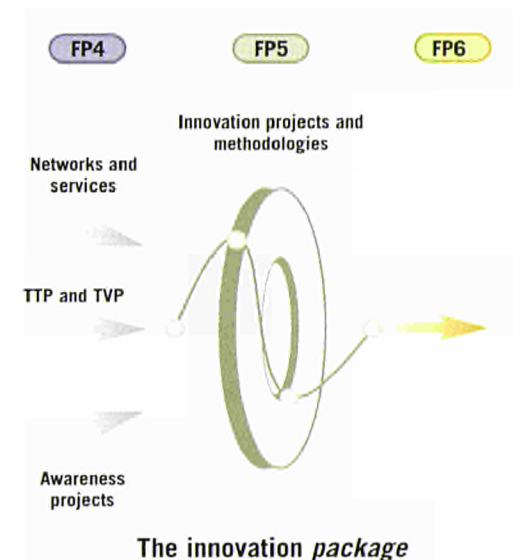 FP4
FP5
FP6
Innovation projects and
methodologies
Networks and
services
TTP and TVP
Awareness
projects
The innovation package